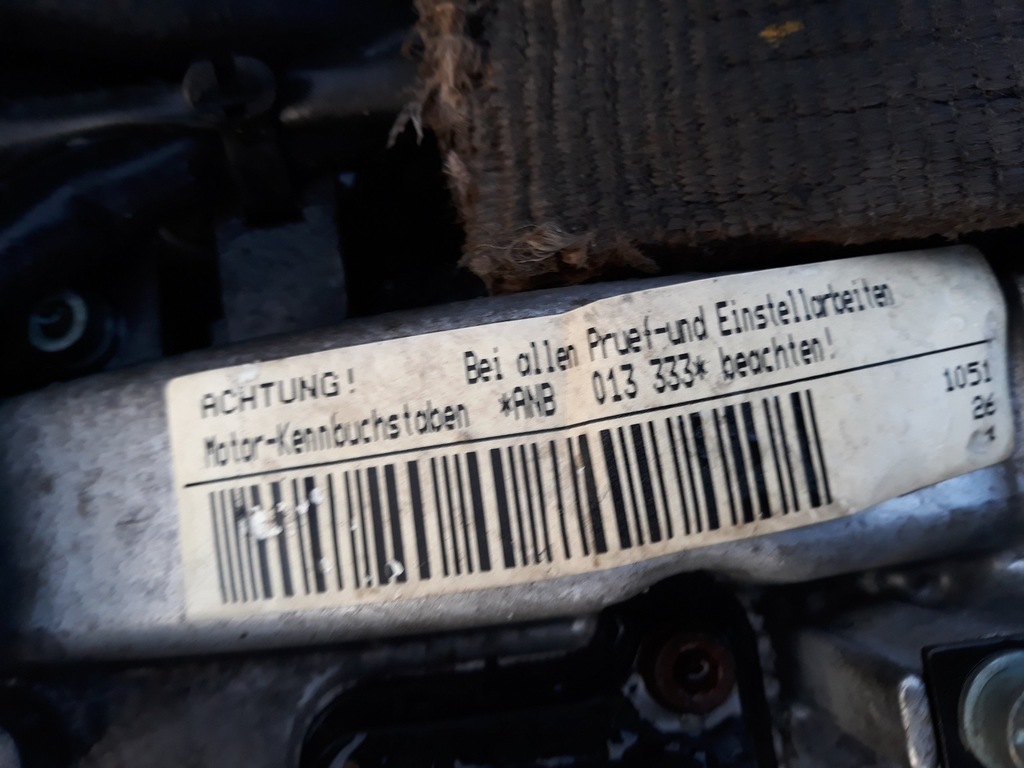 ACHTUNG! Bei allen Pruef-und Einstellarbeiten
Motor-Kennbuchstaben *ANB 013 333* beachten!
1051
26